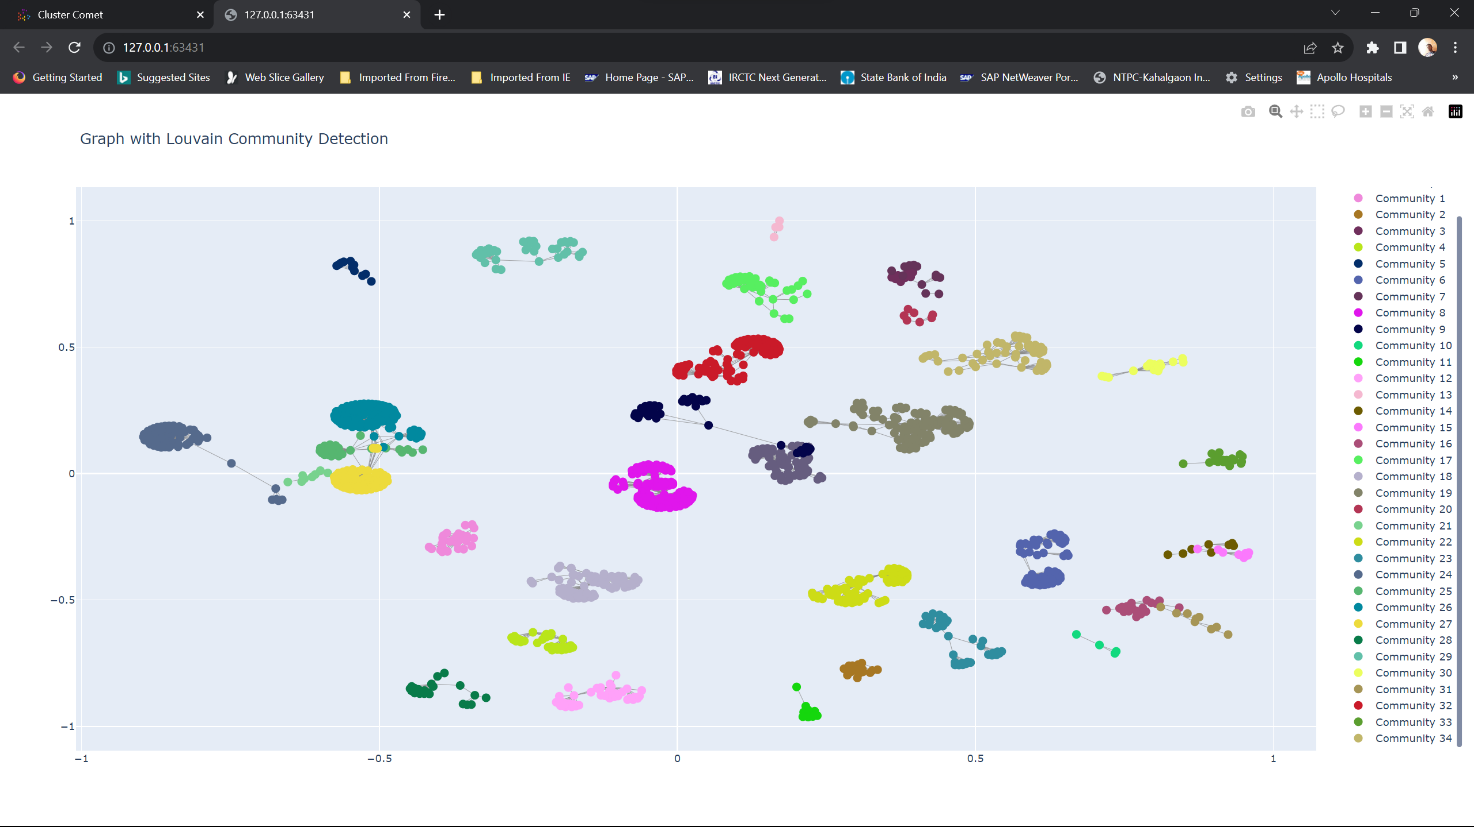 Cluster Comet
127.0.0.1:63431
127.0.0.1:63431
Getting Started
Suggested Sites
Web Slice Gallery
Imported From Fire...
Imported From IE
Home Page - SAP...
IRCTC Next Generat...
State Bank of India
SAP NetWeaver Por...
NTPC-Kahalgaon In...
Settings
Apollo Hospitals
»
Graph with Louvain Community Detection
1
0.5
0
−0.5
−1
−1
−0.5
0
0.5
1
Community 1
Community 2
Community 3
Community 4
Community 5
Community 6
Community 7
Community 8
Community 9
Community 10
Community 11
Community 12
Community 13
Community 14
Community 15
Community 16
Community 17
Community 18
Community 19
Community 20
Community 21
Community 22
Community 23
Community 24
Community 25
Community 26
Community 27
Community 28
Community 29
Community 30
Community 31
Community 32
Community 33
Community 34